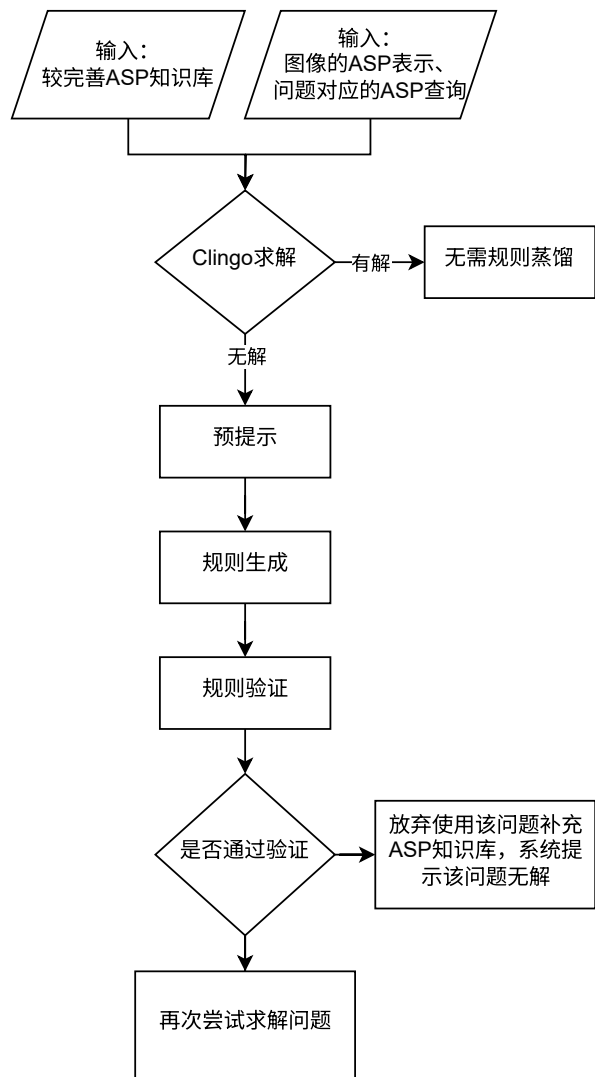 输入：
较完善ASP知识库
输入：
图像的ASP表示、
问题对应的ASP查询
Clingo求解
有解
无需规则蒸馏
无解
预提示
规则生成
规则验证
是否通过验证
放弃使用该问题补充
ASP知识库，系统提
示该问题无解
再次尝试求解问题